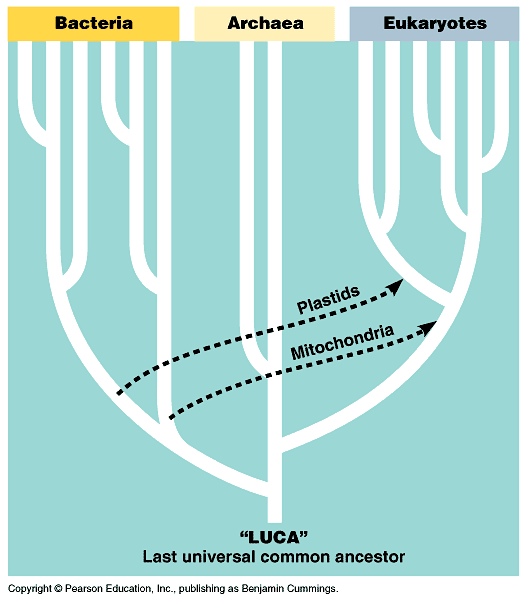 Bacteria
Archaea
Eukaryotes
Plastids
Mitochondria
“LUCA”
Last universal common ancestor
Copyright © Pearson Education, Inc., publishing as Benjamin Cummings.